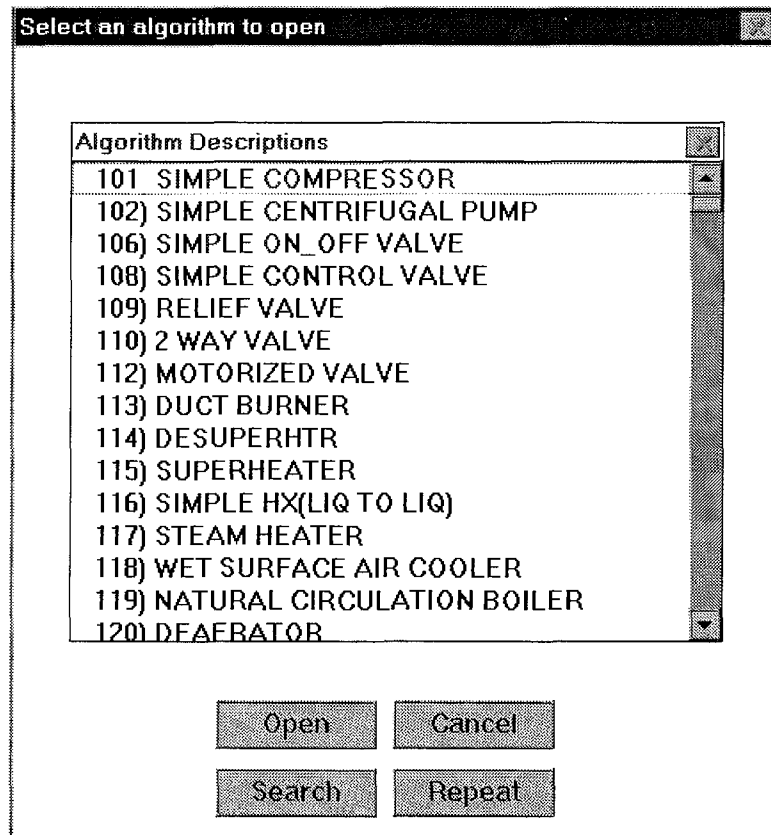 Select an algorithm to open
Algorithm Descriptions
101 SIMPLE COMPRESSOR
102) SIMPLE CENTRIFUGAL PUMP
106) SIMPLE ON_OFF VALVE
108) SIMPLE CONTROL VALVE
109) RELIEF VALVE
110) 2 WAY VALVE
112) MOTORIZED VALVE
113) DUCT BURNER
114) DESUPERHTR
115) SUPERHEATER
116) SIMPLE HX(LIQ TO LIQ)
117) STEAM HEATER
118) WET SURFACE AIR COOLER
119) NATURAL CIRCULATION BOILER
120) DEAERATOR
Open Cancel
Search Repeat